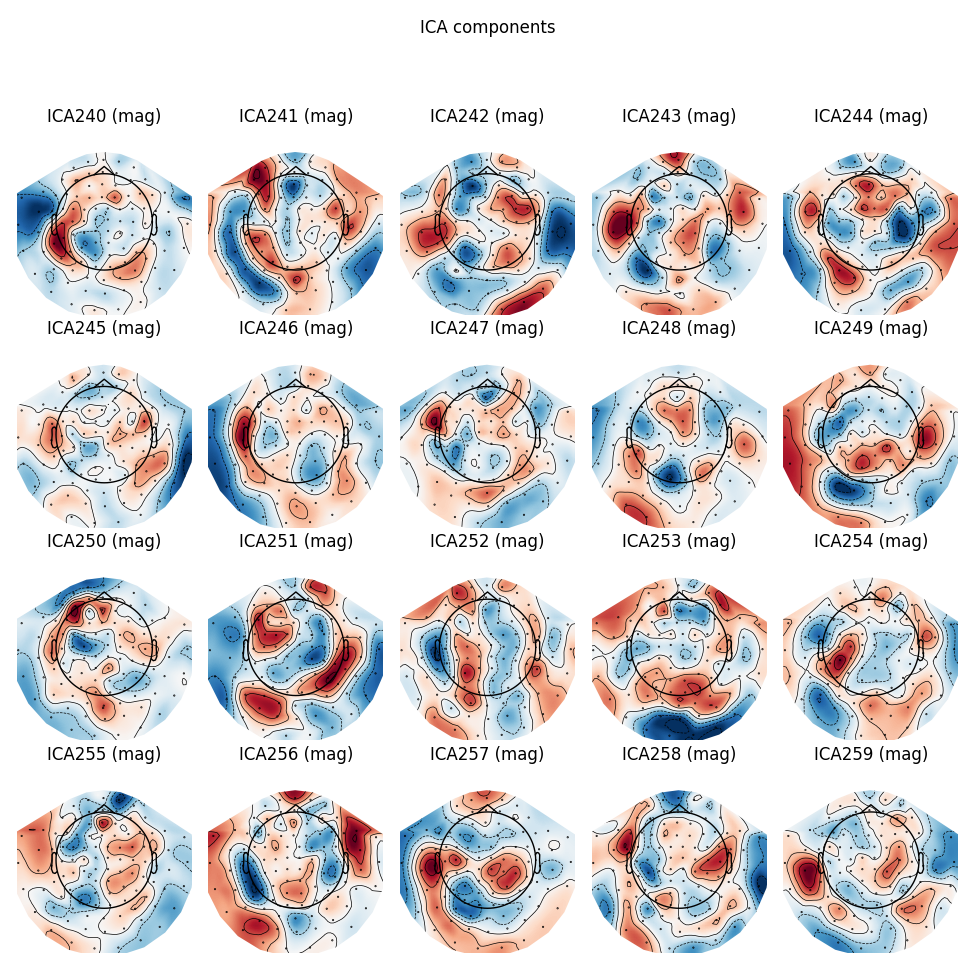 ICA components
ICA240 (mag) ICA241 (mag) ICA242 (mag) ICA243 (mag) ICA244 (mag)
ICA245 (mag) ICA246 (mag) ICA247 (mag) ICA248 (mag) ICA249 (mag)
ICA250 (mag) ICA251 (mag) ICA252 (mag) ICA253 (mag) ICA254 (mag)
ICA255 (mag) ICA256 (mag) ICA257 (mag) ICA258 (mag) ICA259 (mag)